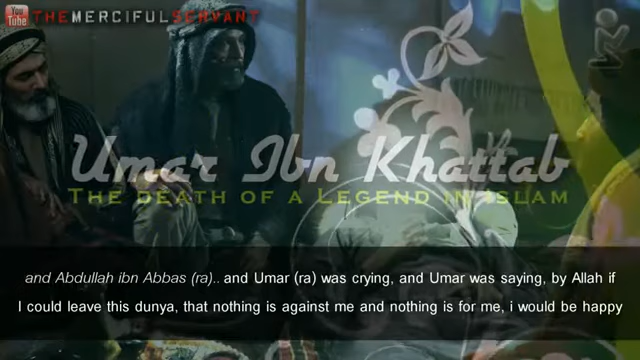 You Tube THEMERCIFULSERVANT
Umar Ibn Khattab
THE DEATH OF A LEGEND IN ISLAM
and Abdullah ibn Abbas (ra).. and Umar (ra) was crying, and Umar was saying, by Allah if
I could leave this dunya, that nothing is against me and nothing is for me, i would be happy